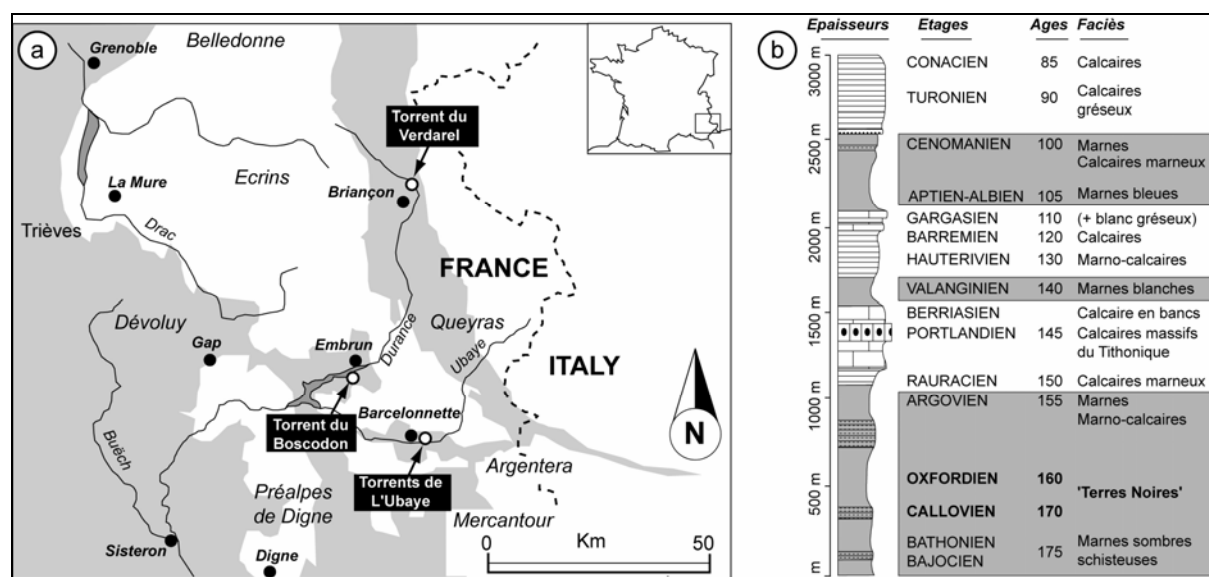 a
Grenoble
Belledonne
Torrent du
Verdarel
La Mure
Ecrins
Briançon
Trièves
Drac
FRANCE
Dévoluy
Queyras
Gap
Embrun
Durance
Ubaye
ITALY
Barcelonnette
Torrent du
Boscodon
N
Buëch
Torrents de
L'Ubaye
Argentera
Préalpes
de Digne
Mercantour
Sisteron
Digne
Km
0
50
b
Epaisseurs Etages Ages Faciès
3000 m
CONACIEN 85 Calcaires
TURONIEN 90 Calcaires
gréseux
2500 m
CENOMANIEN 100 Marnes
Calcaires marneux
APTIEN-ALBIEN 105 Marnes bleues
2000 m
GARGASIEN 110 (+ blanc gréseux)
BARREMIEN 120 Calcaires
HAUTERIVIEN 130 Marno-calcaires
VALANGINIEN 140 Marnes blanches
1500 m
BERRIASIEN Calcaire en bancs
PORTLANDIEN 145 Calcaires massifs
du Tithonique
RAURACIEN 150 Calcaires marneux
1000 m
ARGOVIEN 155 Marnes
Marno-calcaires
500 m
OXFORDIEN 160
'Terres Noires'
CALLOVIEN 170
BATHONIEN
BAJOCIEN
175
Marnes sombres
schisteuses
m